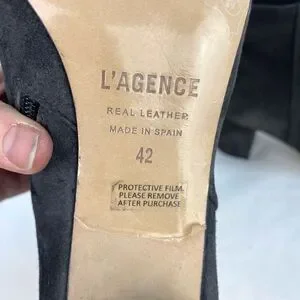 L'AGENCE
REAL LEATHER
MADE IN SPAIN
42
PROTECTIVE FILM
PLEASE REMOVE
AFTER PURCHASE